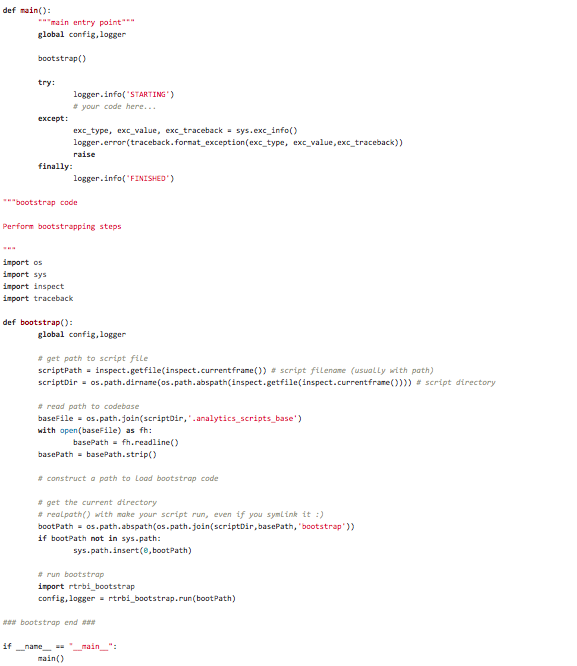 def main():
"""main entry point"""
global config,logger
bootstrap()
try:
logger.info('STARTING')
# your code here...
except:
exc_type, exc_value, exc_traceback = sys.exc_info()
logger.error(traceback.format_exception(exc_type, exc_value,exc_traceback))
raise
finally:
logger.info('FINISHED')
"""bootstrap code
Perform bootstrapping steps
"""
import os
import sys
import inspect
import traceback
def bootstrap():
global config,logger
# get path to script file
scriptPath = inspect.getfile(inspect.currentframe()) # script filename (usually with path)
scriptDir = os.path.dirname(os.path.abspath(inspect.getfile(inspect.currentframe()))) # script directory
# read path to codebase
baseFile = os.path.join(scriptDir,'.analytics_scripts_base')
with open(baseFile) as fh:
basePath = fh.readline()
basePath = basePath.strip()
# construct a path to load bootstrap code
# get the current directory
# realpath() with make your script run, even if you symlink it :)
bootPath = os.path.abspath(os.path.join(scriptDir,basePath,'bootstrap'))
if bootPath not in sys.path:
sys.path.insert(0,bootPath)
# run bootstrap
import rtrbi_bootstrap
config,logger = rtrbi_bootstrap.run(bootPath)
### bootstrap end ###
if __name__ == "__main__":
main()